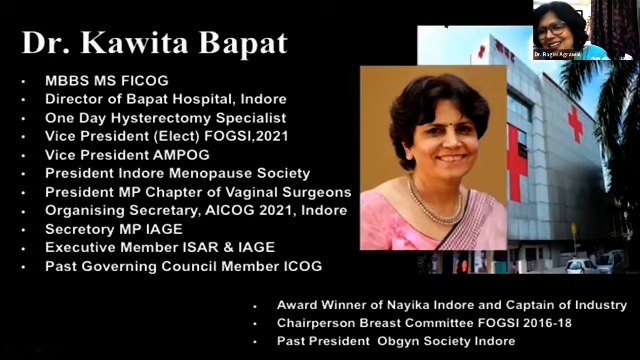 Dr. Kawita Bapat
Dr. Ragini Agrawal
• MBBS MS FICOG
• Director of Bapat Hospital, Indore
• One Day Hysterectomy Specialist
• Vice President (Elect) FOGSI,2021
• Vice President AMPOG
• President Indore Menopause Society
• President MP Chapter of Vaginal Surgeons
• Organising Secretary, AICOG 2021, Indore
• Secretory MP IAGE
• Executive Member ISAR & IAGE
• Past Governing Council Member ICOG
• Award Winner of Nayika Indore and Captain of Industry
• Chairperson Breast Committee FOGSI 2016-18
• Past President Obgyn Society Indore